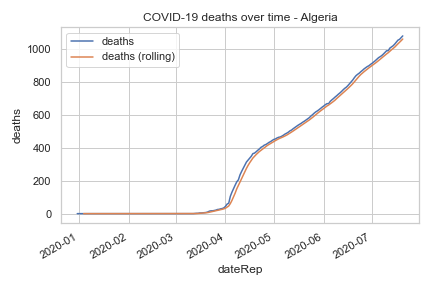 COVID-19 deaths over time - Algeria
deaths
deaths (rolling)
1000
800
600
400
200
0
deaths
2020-01
2020-02
2020-03
2020-04
2020-05
2020-06
2020-07
dateRep